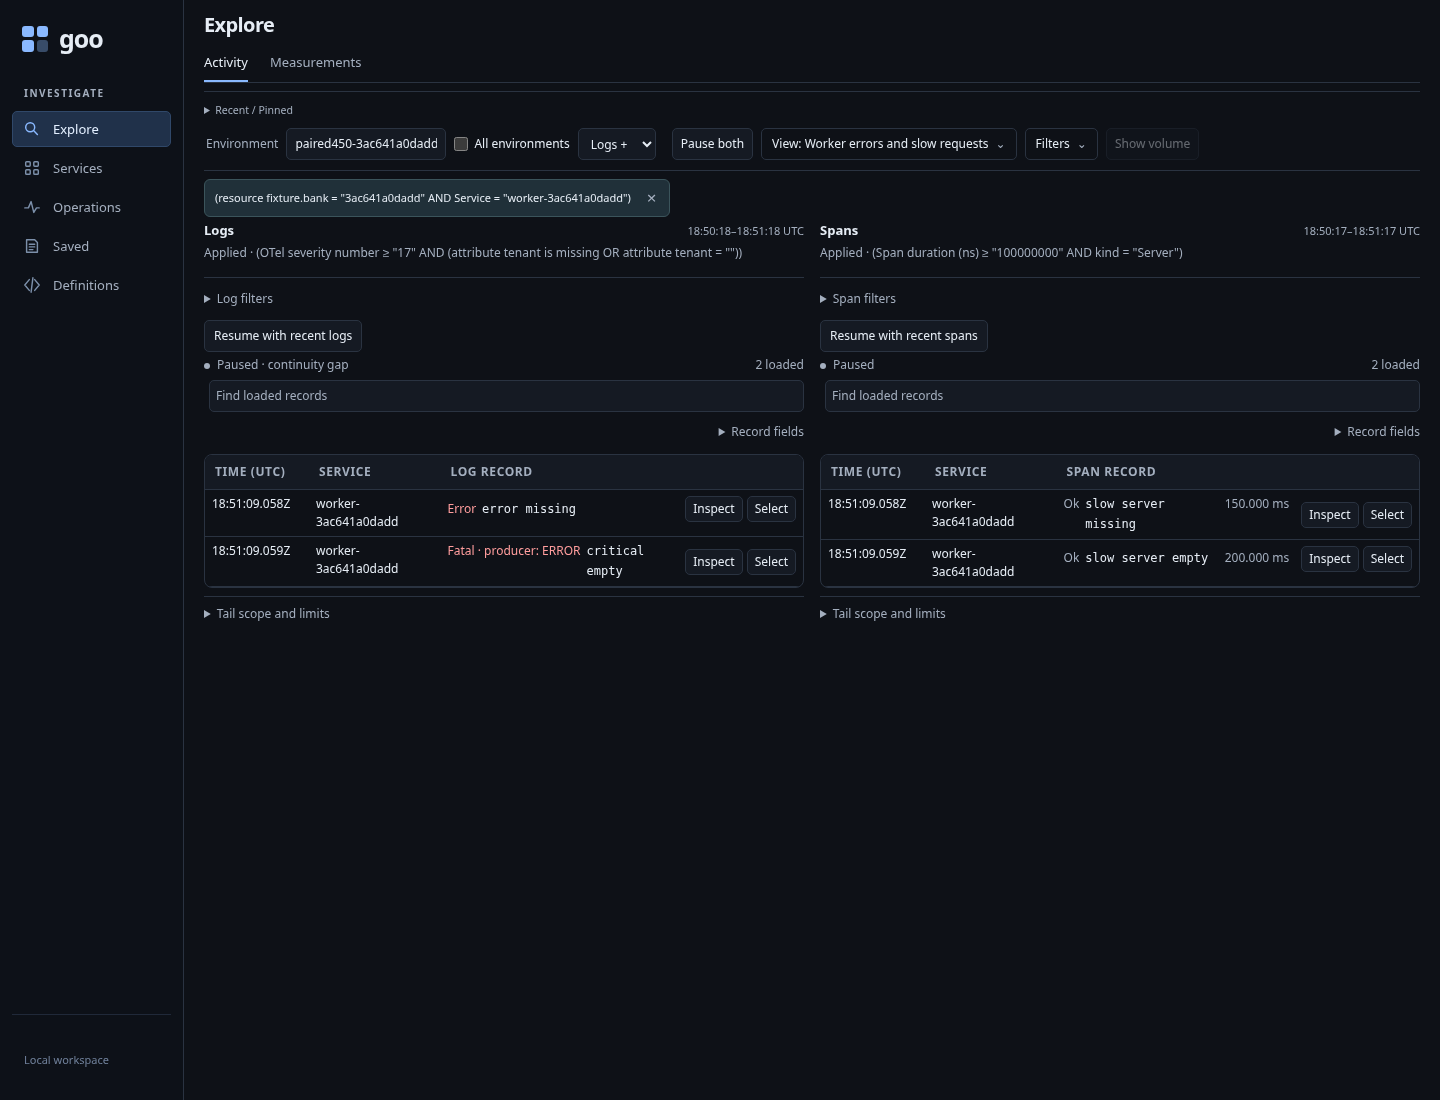 goo
INVESTIGATE
Explore
Services
Operations
Saved
Definitions
Local workspace
Explore
Activity Measurements
Recent / Pinned
Environment paired450-3ac641a0dadd All environments Logs + Pause both View: Worker errors and slow requests Filters Show volume
(resource fixture.bank = "3ac641a0dadd" AND Service = "worker-3ac641a0dadd") ×
Logs 18:50:18–18:51:18 UTC
Applied · (OTel severity number ≥ "17" AND (attribute tenant is missing OR attribute tenant = ""))
Log filters
Resume with recent logs
Paused · continuity gap 2 loaded
Find loaded records
Record fields
TIME (UTC) SERVICE LOG RECORD
18:51:09.058Z worker-3ac641a0dadd Error error missing Inspect Select
18:51:09.059Z worker-3ac641a0dadd Fatal · producer: ERROR critical empty Inspect Select
Tail scope and limits
Spans 18:50:17–18:51:17 UTC
Applied · (Span duration (ns) ≥ "100000000" AND kind = "Server")
Span filters
Resume with recent spans
Paused 2 loaded
Find loaded records
Record fields
TIME (UTC) SERVICE SPAN RECORD
18:51:09.058Z worker-3ac641a0dadd Ok slow server missing 150.000 ms Inspect Select
18:51:09.059Z worker-3ac641a0dadd Ok slow server empty 200.000 ms Inspect Select
Tail scope and limits